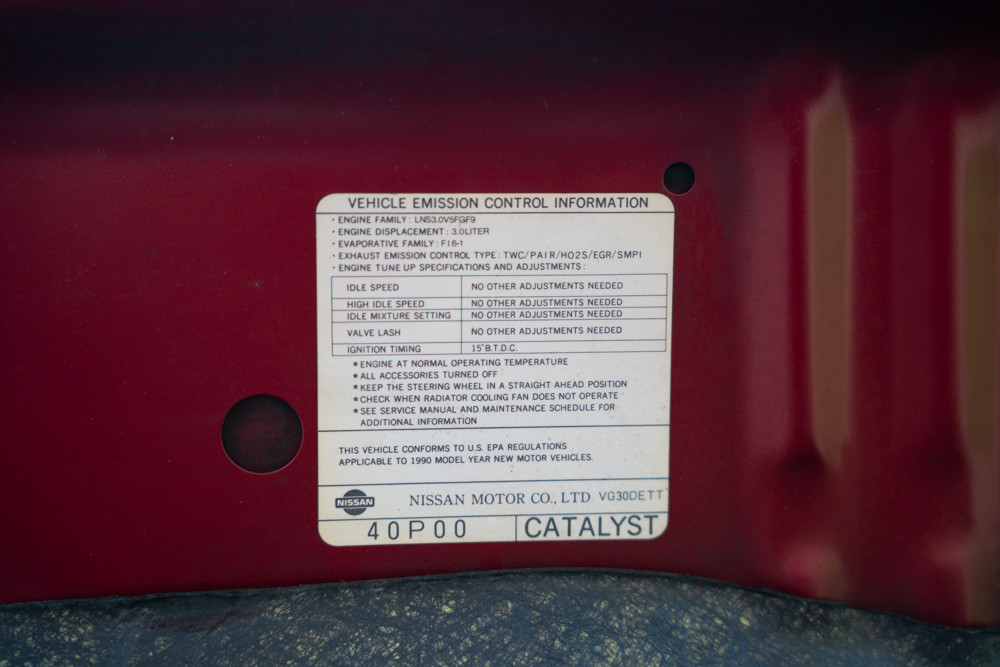 VEHICLE EMISSION CONTROL INFORMATION
· ENGINE FAMILY : LNS3.0V5FGF9
· ENGINE DISPLACEMENT : 3.0LITER
· EVAPORATIVE FAMILY : FI6-1
· EXHAUST EMISSION CONTROL TYPE : TWC/PAIR/HO2S/EGR/SMPI
· ENGINE TUNE UP SPECIFICATIONS AND ADJUSTMENTS :
IDLE SPEED NO OTHER ADJUSTMENTS NEEDED
HIGH IDLE SPEED NO OTHER ADJUSTMENTS NEEDED
IDLE MIXTURE SETTING NO OTHER ADJUSTMENTS NEEDED
VALVE LASH NO OTHER ADJUSTMENTS NEEDED
IGNITION TIMING 15°B.T.D.C.
*ENGINE AT NORMAL OPERATING TEMPERATURE
*ALL ACCESSORIES TURNED OFF
*KEEP THE STEERING WHEEL IN A STRAIGHT AHEAD POSITION
*CHECK WHEN RADIATOR COOLING FAN DOES NOT OPERATE
*SEE SERVICE MANUAL AND MAINTENANCE SCHEDULE FOR
ADDITIONAL INFORMATION
THIS VEHICLE CONFORMS TO U.S. EPA REGULATIONS
APPLICABLE TO 1990 MODEL YEAR NEW MOTOR VEHICLES.
NISSAN NISSAN MOTOR CO., LTD VG30DETT
40P00 CATALYST